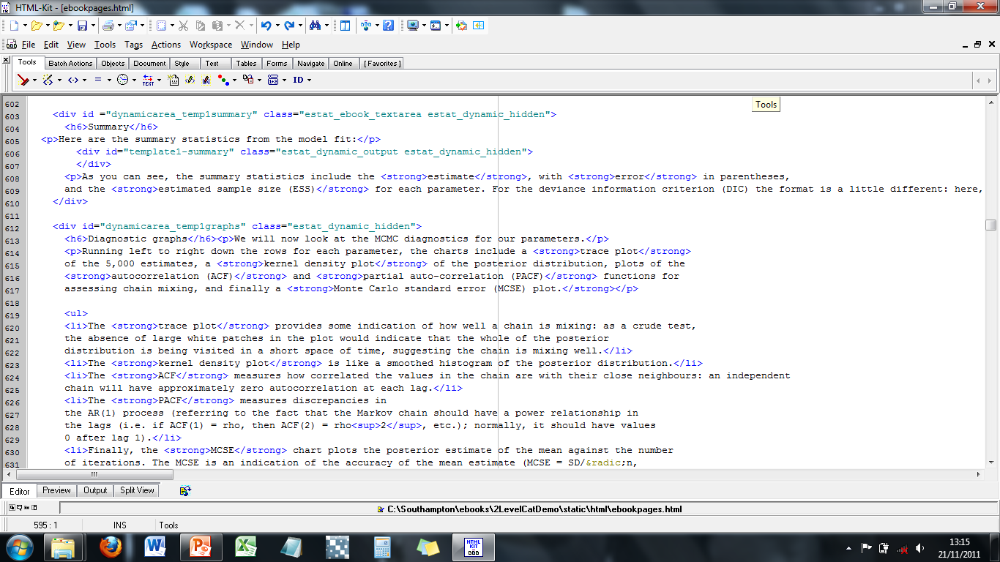 HTML-Kit - [ebookpages.html]
File Edit View Tools Tags Actions Workspace Window Help
Tools Batch Actions Objects Document Style Text Tables Forms Navigate Online [ Favorites ]
TEXT ID
Tools
602
603 <div id ="dynamicarea_temp1summary" class="estat_ebook_textarea estat_dynamic_hidden">
604 <h6>Summary</h6>
605 <p>Here are the summary statistics from the model fit:</p>
606 <div id="template1-summary" class="estat_dynamic_output estat_dynamic_hidden">
607 </div>
608 <p>As you can see, the summary statistics include the <strong>estimate</strong>, with <strong>error</strong> in parentheses,
609 and the <strong>estimated sample size (ESS)</strong> for each parameter. For the deviance information criterion (DIC) the format is a little different: here,
610 </div>
611
612 <div id="dynamicarea_temp1graphs" class="estat_dynamic_hidden">
613 <h6>Diagnostic graphs</h6><p>We will now look at the MCMC diagnostics for our parameters.</p>
614 <p>Running left to right down the rows for each parameter, the charts include a <strong>trace plot</strong>
615 of the 5,000 estimates, a <strong>kernel density plot</strong> of the posterior distribution, plots of the
616 <strong>autocorrelation (ACF)</strong> and <strong>partial auto-correlation (PACF)</strong> functions for
617 assessing chain mixing, and finally a <strong>Monte Carlo standard error (MCSE) plot.</strong></p>
618
619 <ul>
620 <li>The <strong>trace plot</strong> provides some indication of how well a chain is mixing: as a crude test,
621 the absence of large white patches in the plot would indicate that the whole of the posterior
622 distribution is being visited in a short space of time, suggesting the chain is mixing well.</li>
623 <li>The <strong>kernel density plot</strong> is like a smoothed histogram of the posterior distribution.</li>
624 <li>The <strong>ACF</strong> measures how correlated the values in the chain are with their close neighbours: an independent
625 chain will have approximately zero autocorrelation at each lag.</li>
626 <li>The <strong>PACF</strong> measures discrepancies in
627 the AR(1) process (referring to the fact that the Markov chain should have a power relationship in
628 the lags (i.e. if ACF(1) = rho, then ACF(2) = rho<sup>2</sup>, etc.); normally, it should have values
629 0 after lag 1).</li>
630 <li>Finally, the <strong>MCSE</strong> chart plots the posterior estimate of the mean against the number
631 of iterations. The MCSE is an indication of the accuracy of the mean estimate (MCSE = SD/&radic;n,
Editor Preview Output Split View
C:\Southampton\ebooks\2LevelCatDemo\static\html\ebookpages.html
595 : 1 INS Tools
HTML
KIT
13:15
21/11/2011